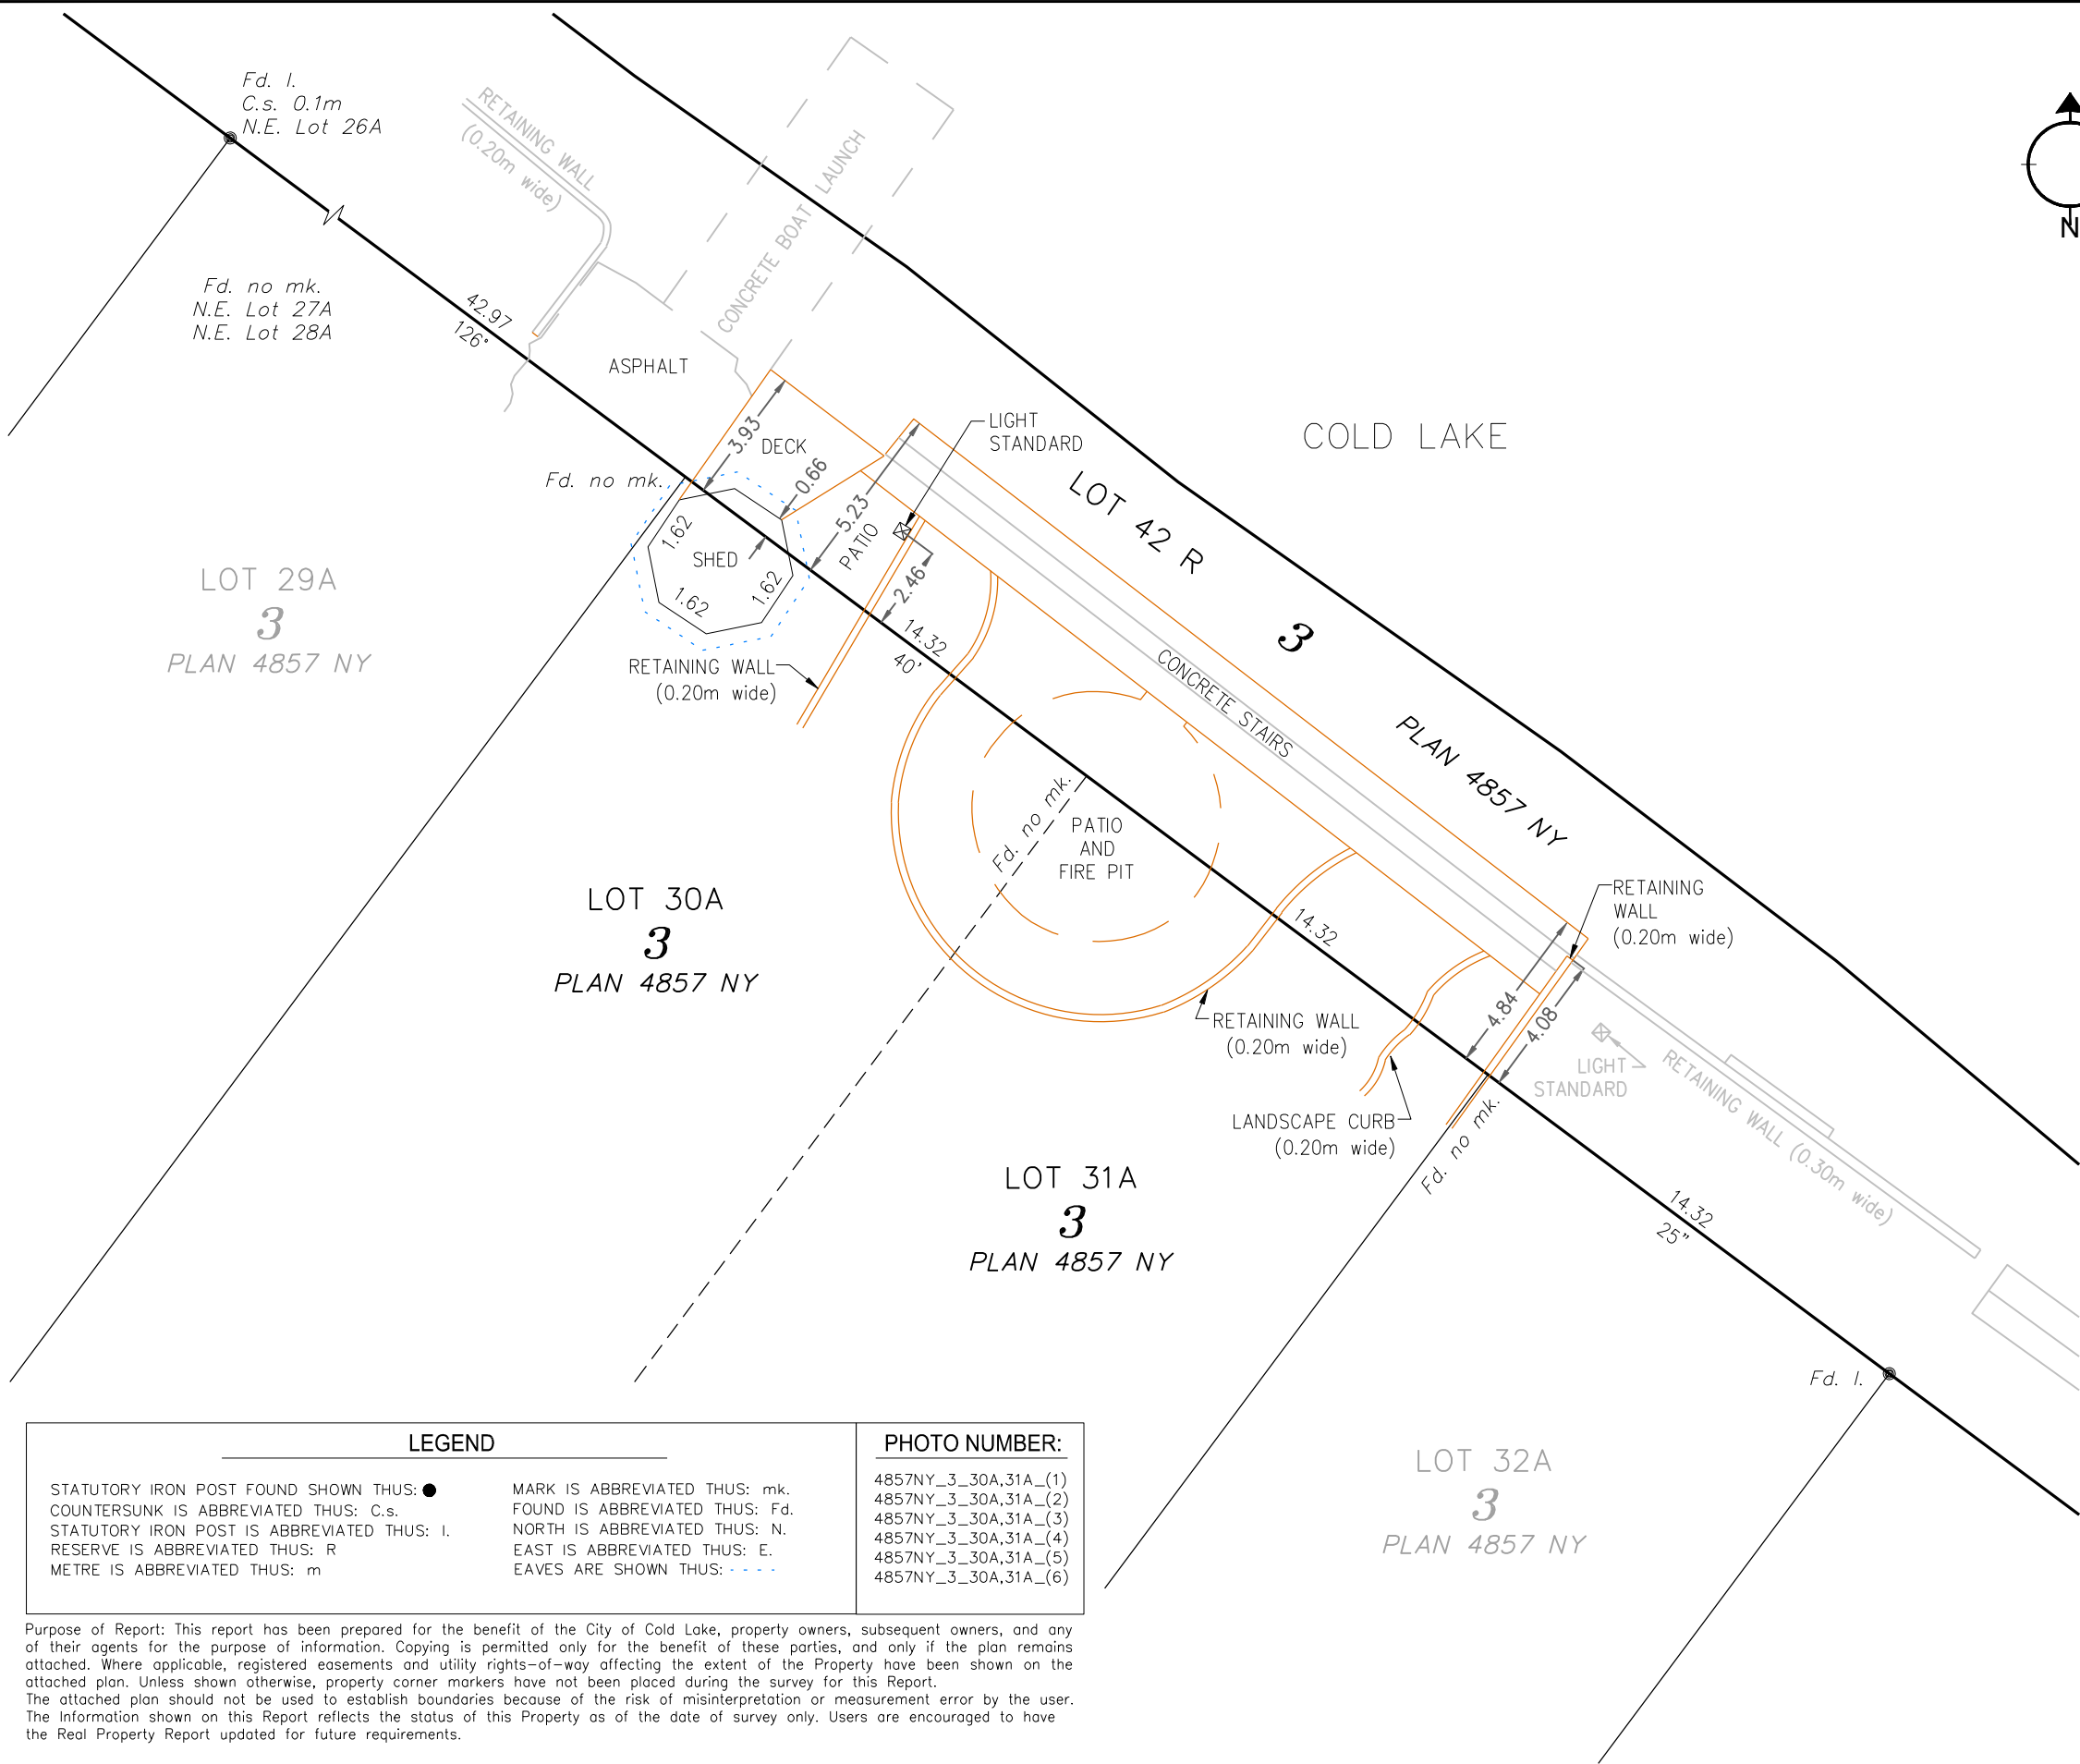 Fd. I.
C.s. 0.1m
N.E. Lot 26A
RETAINING WALL
(0.20m wide)
CONCRETE BOAT LAUNCH
N
Fd. no mk.
N.E. Lot 27A
N.E. Lot 28A
42.97
126°
ASPHALT
3.93
DECK
0.66
LIGHT
STANDARD
COLD LAKE
Fd. no mk.
5.23
PATIO
LOT 42 R
3
PLAN 4857 NY
1.62
SHED
1.62
1.62
2.46
LOT 29A
3
PLAN 4857 NY
RETAINING WALL
(0.20m wide)
14.32
40'
CONCRETE STAIRS
Fd. no mk.
PATIO
AND
FIRE PIT
LOT 30A
3
PLAN 4857 NY
14.32
RETAINING
WALL
(0.20m wide)
4.84
4.08
RETAINING WALL
(0.20m wide)
LIGHT
STANDARD
RETAINING WALL (0.30m wide)
LANDSCAPE CURB
(0.20m wide)
Fd. no mk.
LOT 31A
3
PLAN 4857 NY
14.32
25"
Fd. I.
LOT 32A
3
PLAN 4857 NY
LEGEND
STATUTORY IRON POST FOUND SHOWN THUS:
COUNTERSUNK IS ABBREVIATED THUS: C.s.
STATUTORY IRON POST IS ABBREVIATED THUS: I.
RESERVE IS ABBREVIATED THUS: R
METRE IS ABBREVIATED THUS: m
MARK IS ABBREVIATED THUS: mk.
FOUND IS ABBREVIATED THUS: Fd.
NORTH IS ABBREVIATED THUS: N.
EAST IS ABBREVIATED THUS: E.
EAVES ARE SHOWN THUS:
PHOTO NUMBER:
4857NY_3_30A,31A_(1)
4857NY_3_30A,31A_(2)
4857NY_3_30A,31A_(3)
4857NY_3_30A,31A_(4)
4857NY_3_30A,31A_(5)
4857NY_3_30A,31A_(6)
Purpose of Report: This report has been prepared for the benefit of the City of Cold Lake, property owners, subsequent owners, and any
of their agents for the purpose of information. Copying is permitted only for the benefit of these parties, and only if the plan remains
attached. Where applicable, registered easements and utility rights-of-way affecting the extent of the Property have been shown on the
attached plan. Unless shown otherwise, property corner markers have not been placed during the survey for this Report.
The attached plan should not be used to establish boundaries because of the risk of misinterpretation or measurement error by the user.
The Information shown on this Report reflects the status of this Property as of the date of survey only. Users are encouraged to have
the Real Property Report updated for future requirements.